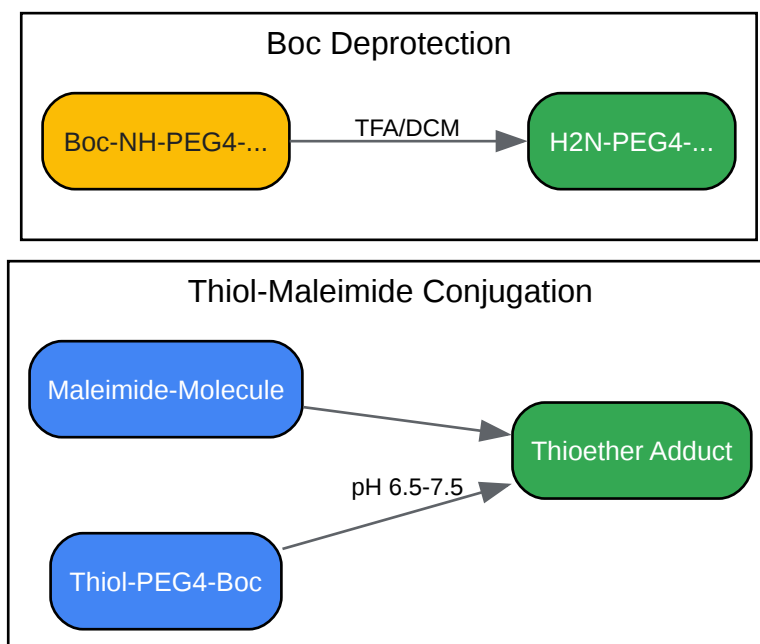 Boc Deprotection
Boc-NH-PEG4-...
TFA/DCM
H2N-PEG4-...
Thiol-Maleimide Conjugation
Maleimide-Molecule
Thioether Adduct
pH 6.5-7.5
Thiol-PEG4-Boc